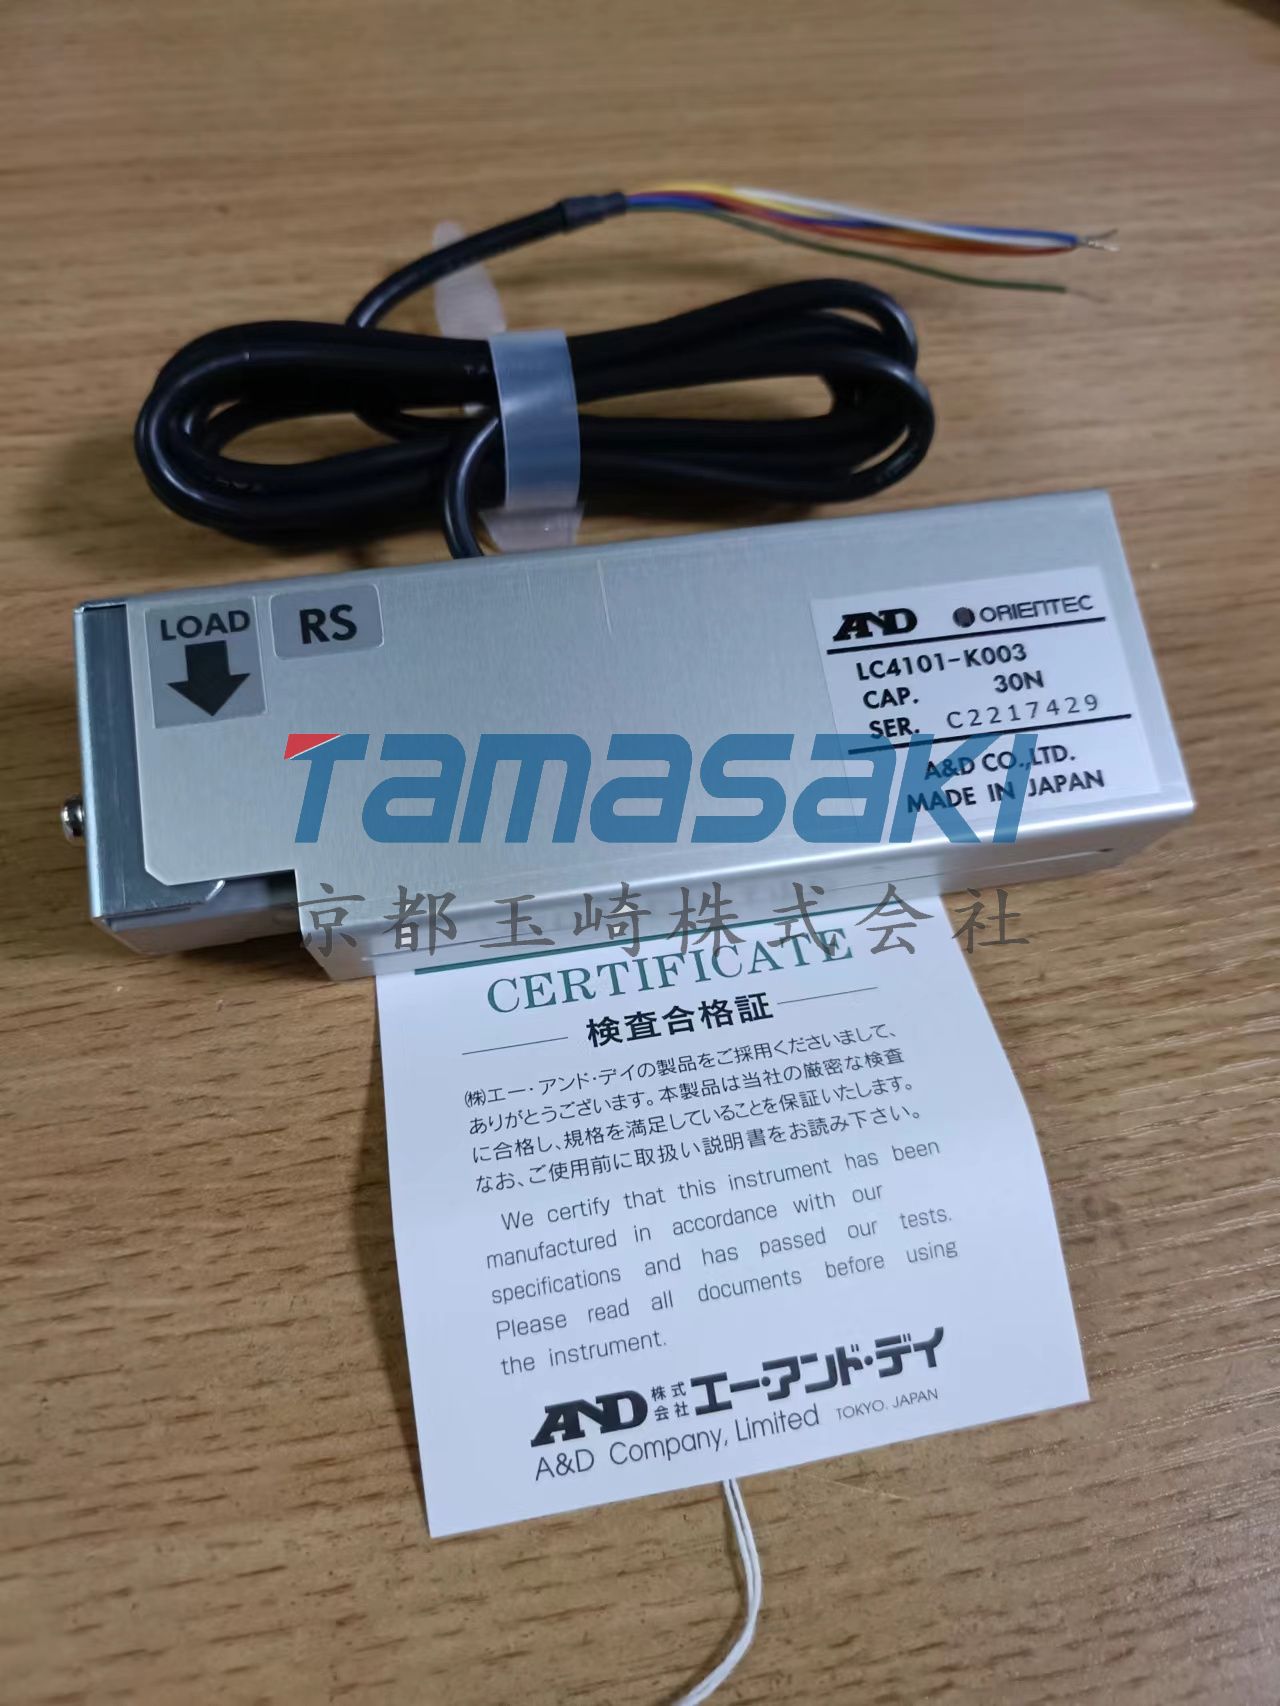 LOAD
RS
AND ORIENTEC
LC4101-K003
CAP. 30N
SER. C2217429
A&D CO.,LTD.
MADE IN JAPAN
TAMASAKI
京都玉崎株式会社
CERTIFICATE
検査合格証
㈱エー・アンド・デイの製品をご採用くださいまして、
ありがとうございます。本製品は当社の厳密な検査
に合格し、規格を満足していることを保証いたします。
なお、ご使用前に取扱い説明書をお読み下さい。
We certify that this instrument has been
manufactured in accordance with our
specifications and has passed our tests.
Please read all documents before using
the instrument.
AND 株式会社 エー・アンド・デイ
A&D Company, Limited TOKYO. JAPAN